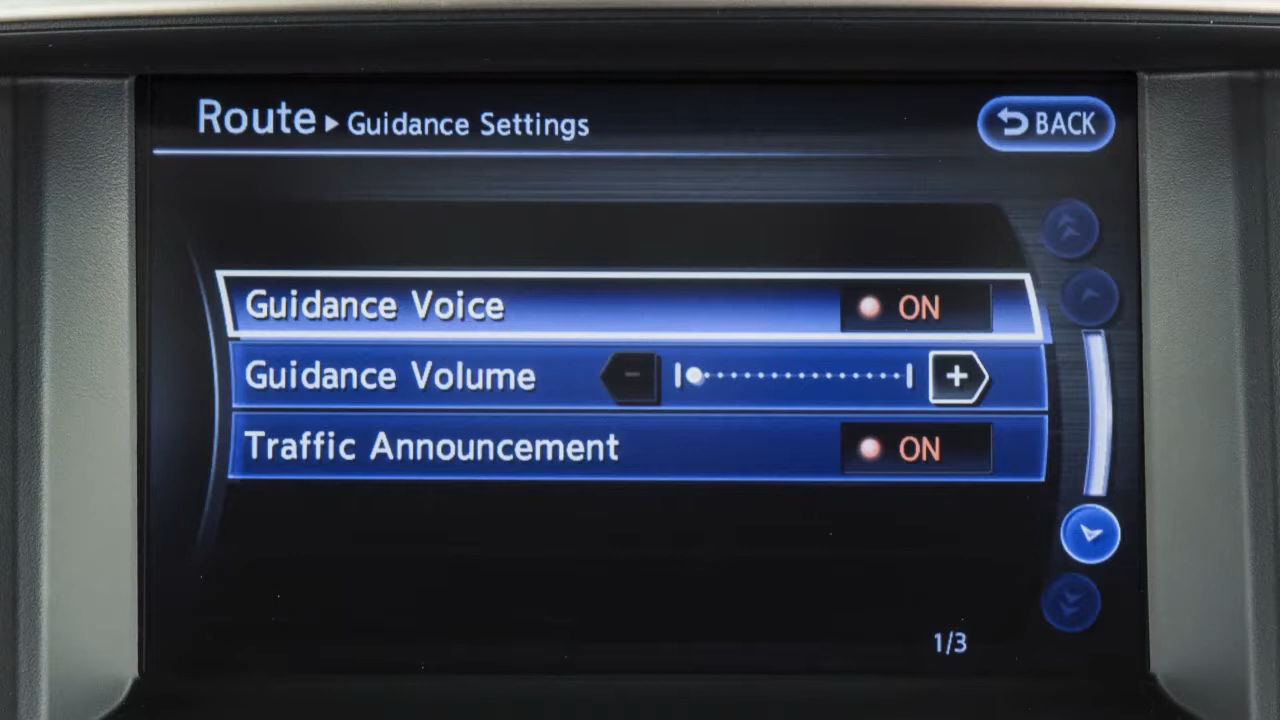 Route ▸ Guidance Settings
BACK
Guidance Voice ON
Guidance Volume - +
Traffic Announcement ON
1/3